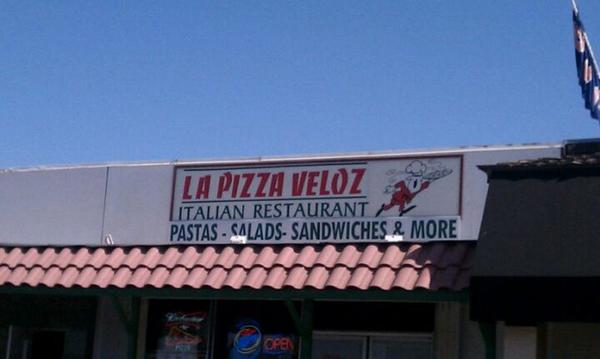 LA PIZZA VELOZ
ITALIAN RESTAURANT
PASTAS - SALADS- SANDWICHES & MORE
OPEN